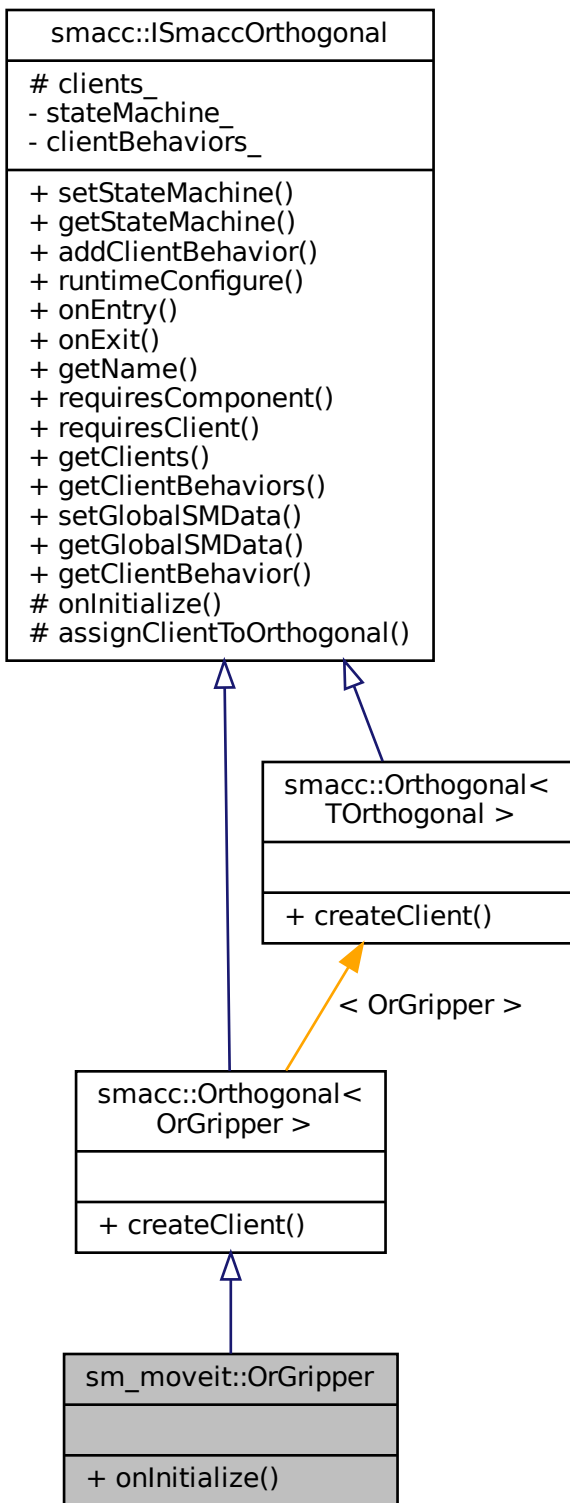 smacc::ISmaccOrthogonal
# clients_
- stateMachine_
- clientBehaviors_
+ setStateMachine()
+ getStateMachine()
+ addClientBehavior()
+ runtimeConfigure()
+ onEntry()
+ onExit()
+ getName()
+ requiresComponent()
+ requiresClient()
+ getClients()
+ getClientBehaviors()
+ setGlobalSMData()
+ getGlobalSMData()
+ getClientBehavior()
# onInitialize()
# assignClientToOrthogonal()
smacc::Orthogonal<
TOrthogonal >
+ createClient()
< OrGripper >
smacc::Orthogonal<
OrGripper >
+ createClient()
sm_moveit::OrGripper
+ onInitialize()